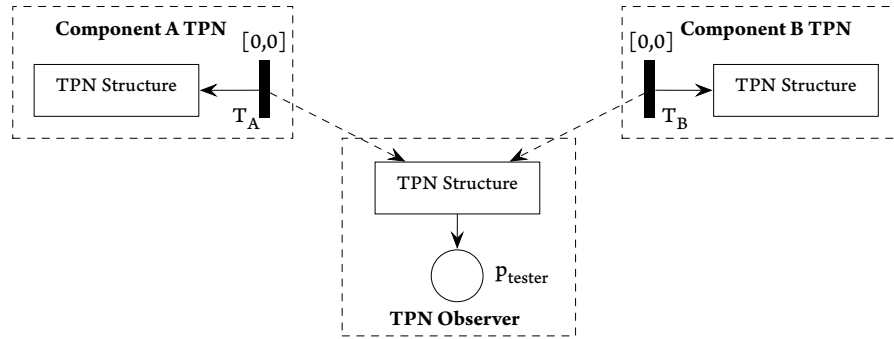 Component A TPN
[0,0]
TPN Structure
T_A
[0,0]
Component B TPN
TPN Structure
T_B
TPN Structure
p_tester
TPN Observer